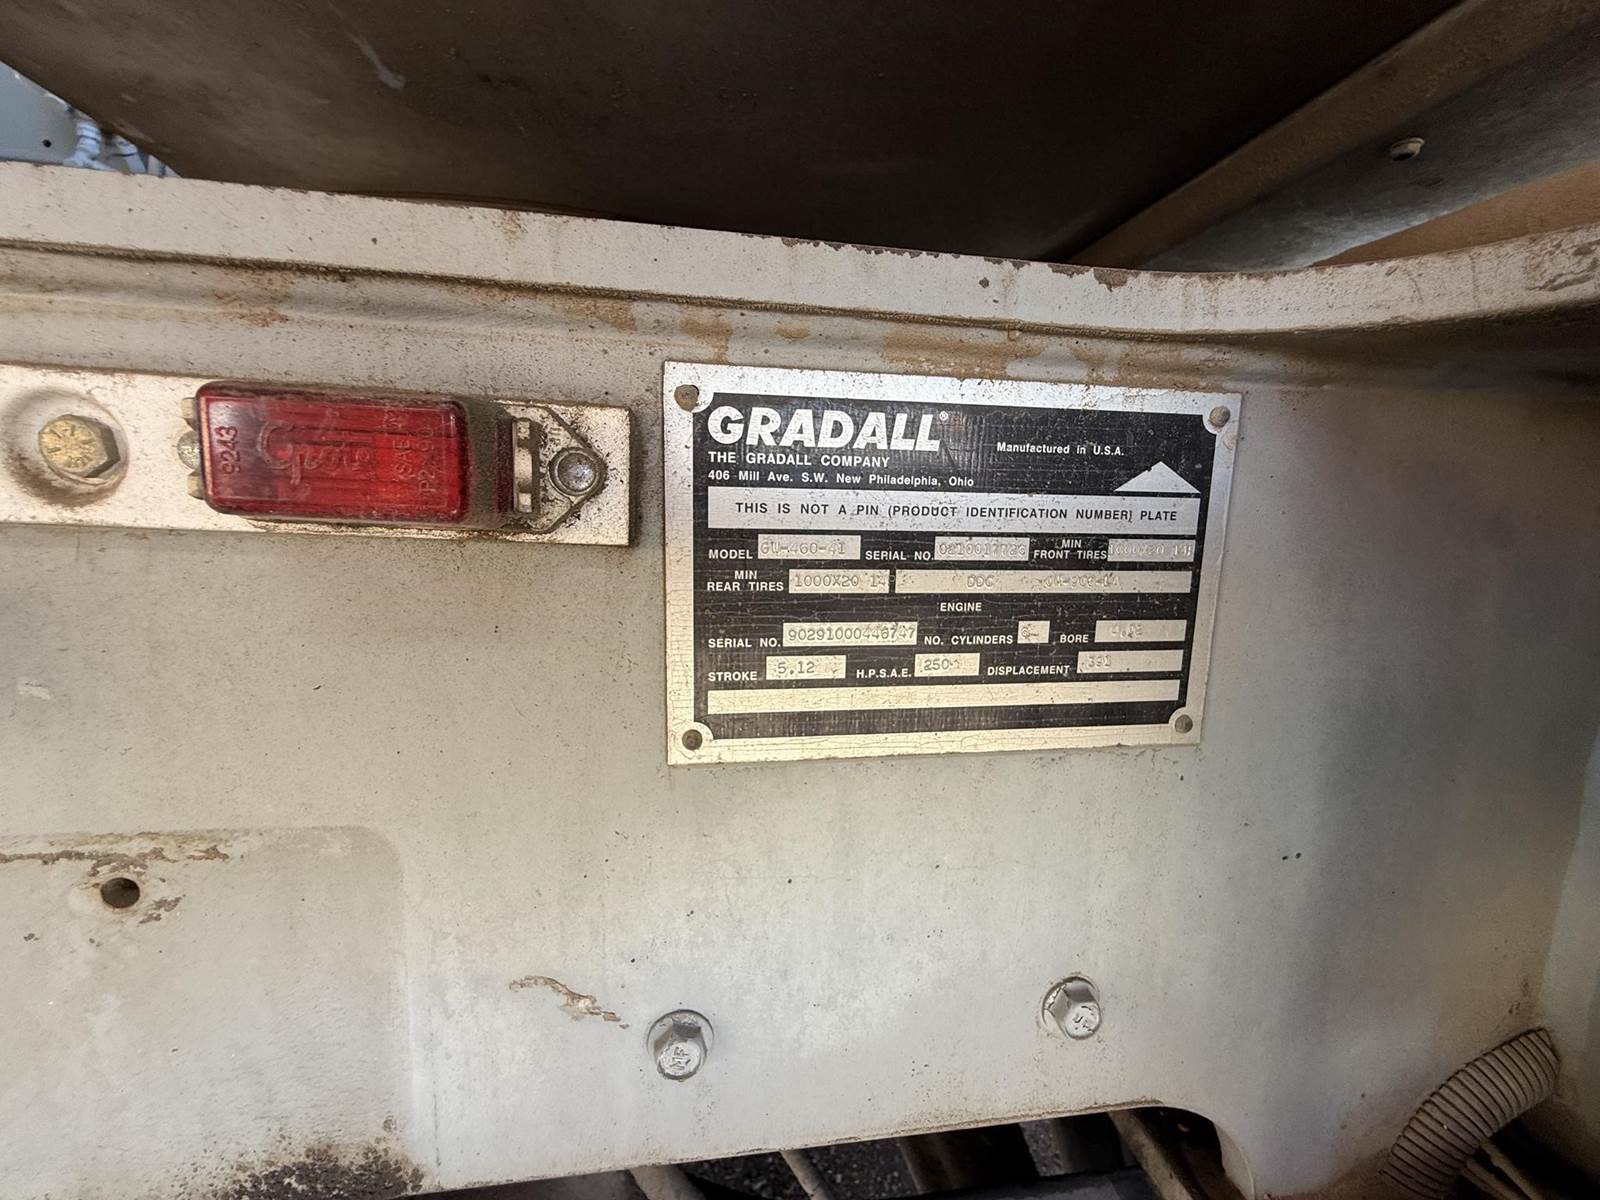 GRADALL®
Manufactured in U.S.A.
THE GRADALL COMPANY
406 Mill Ave. S.W. New Philadelphia, Ohio
THIS IS NOT A PIN (PRODUCT IDENTIFICATION NUMBER) PLATE
MODEL SERIAL NO. MIN FRONT TIRES
MIN REAR TIRES 1000X20 DDC
ENGINE
SERIAL NO. NO. CYLINDERS BORE
STROKE 5.12 H.P.S.A.E. 250 DISPLACEMENT
9243
SAE
P2 90